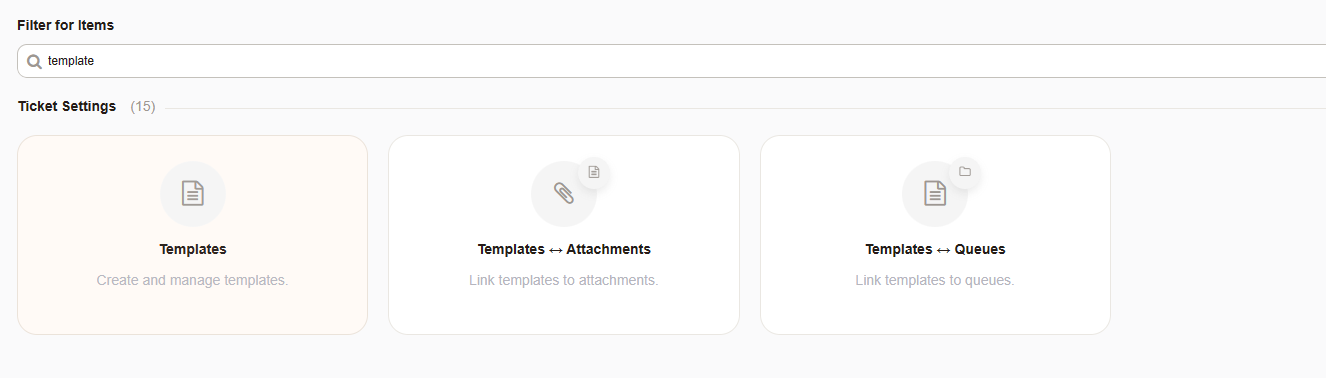 Filter for Items
template
Ticket Settings (15)
Templates
Create and manage templates.
Templates ↔ Attachments
Link templates to attachments.
Templates ↔ Queues
Link templates to queues.